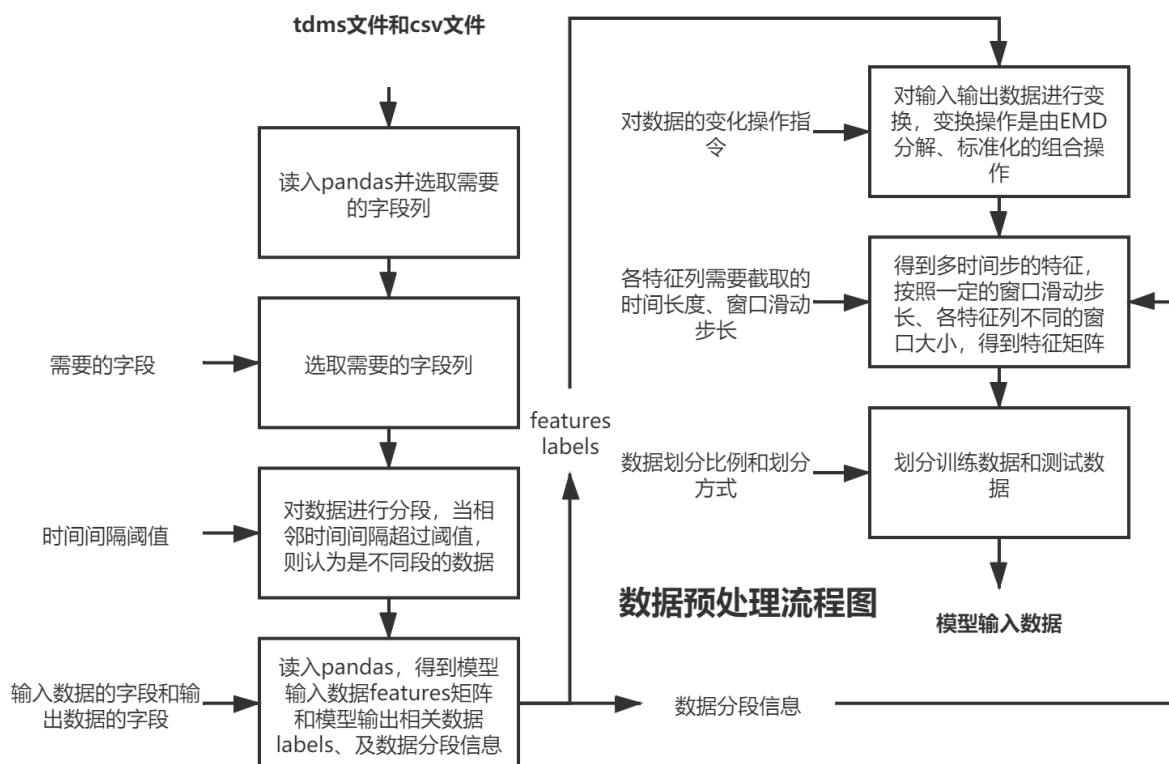 tdms文件和csv文件
读入pandas并选取需要
的字段列
需要的字段
选取需要的字段列
时间间隔阈值
对数据进行分段，当相
邻时间间隔超过阈值，
则认为是不同段的数据
输入数据的字段和输
出数据的字段
读入pandas，得到模型
输入数据features矩阵
和模型输出相关数据
labels、及数据分段信息
features
labels
数据分段信息
对数据的变化操作指
令
对输入输出数据进行变
换，变换操作是由EMD
分解、标准化的组合操
作
各特征列需要截取的
时间长度、窗口滑动
步长
得到多时间步的特征，
按照一定的窗口滑动步
长、各特征列不同的窗
口大小，得到特征矩阵
数据划分比例和划分
方式
划分训练数据和测试数
据
模型输入数据
数据预处理流程图